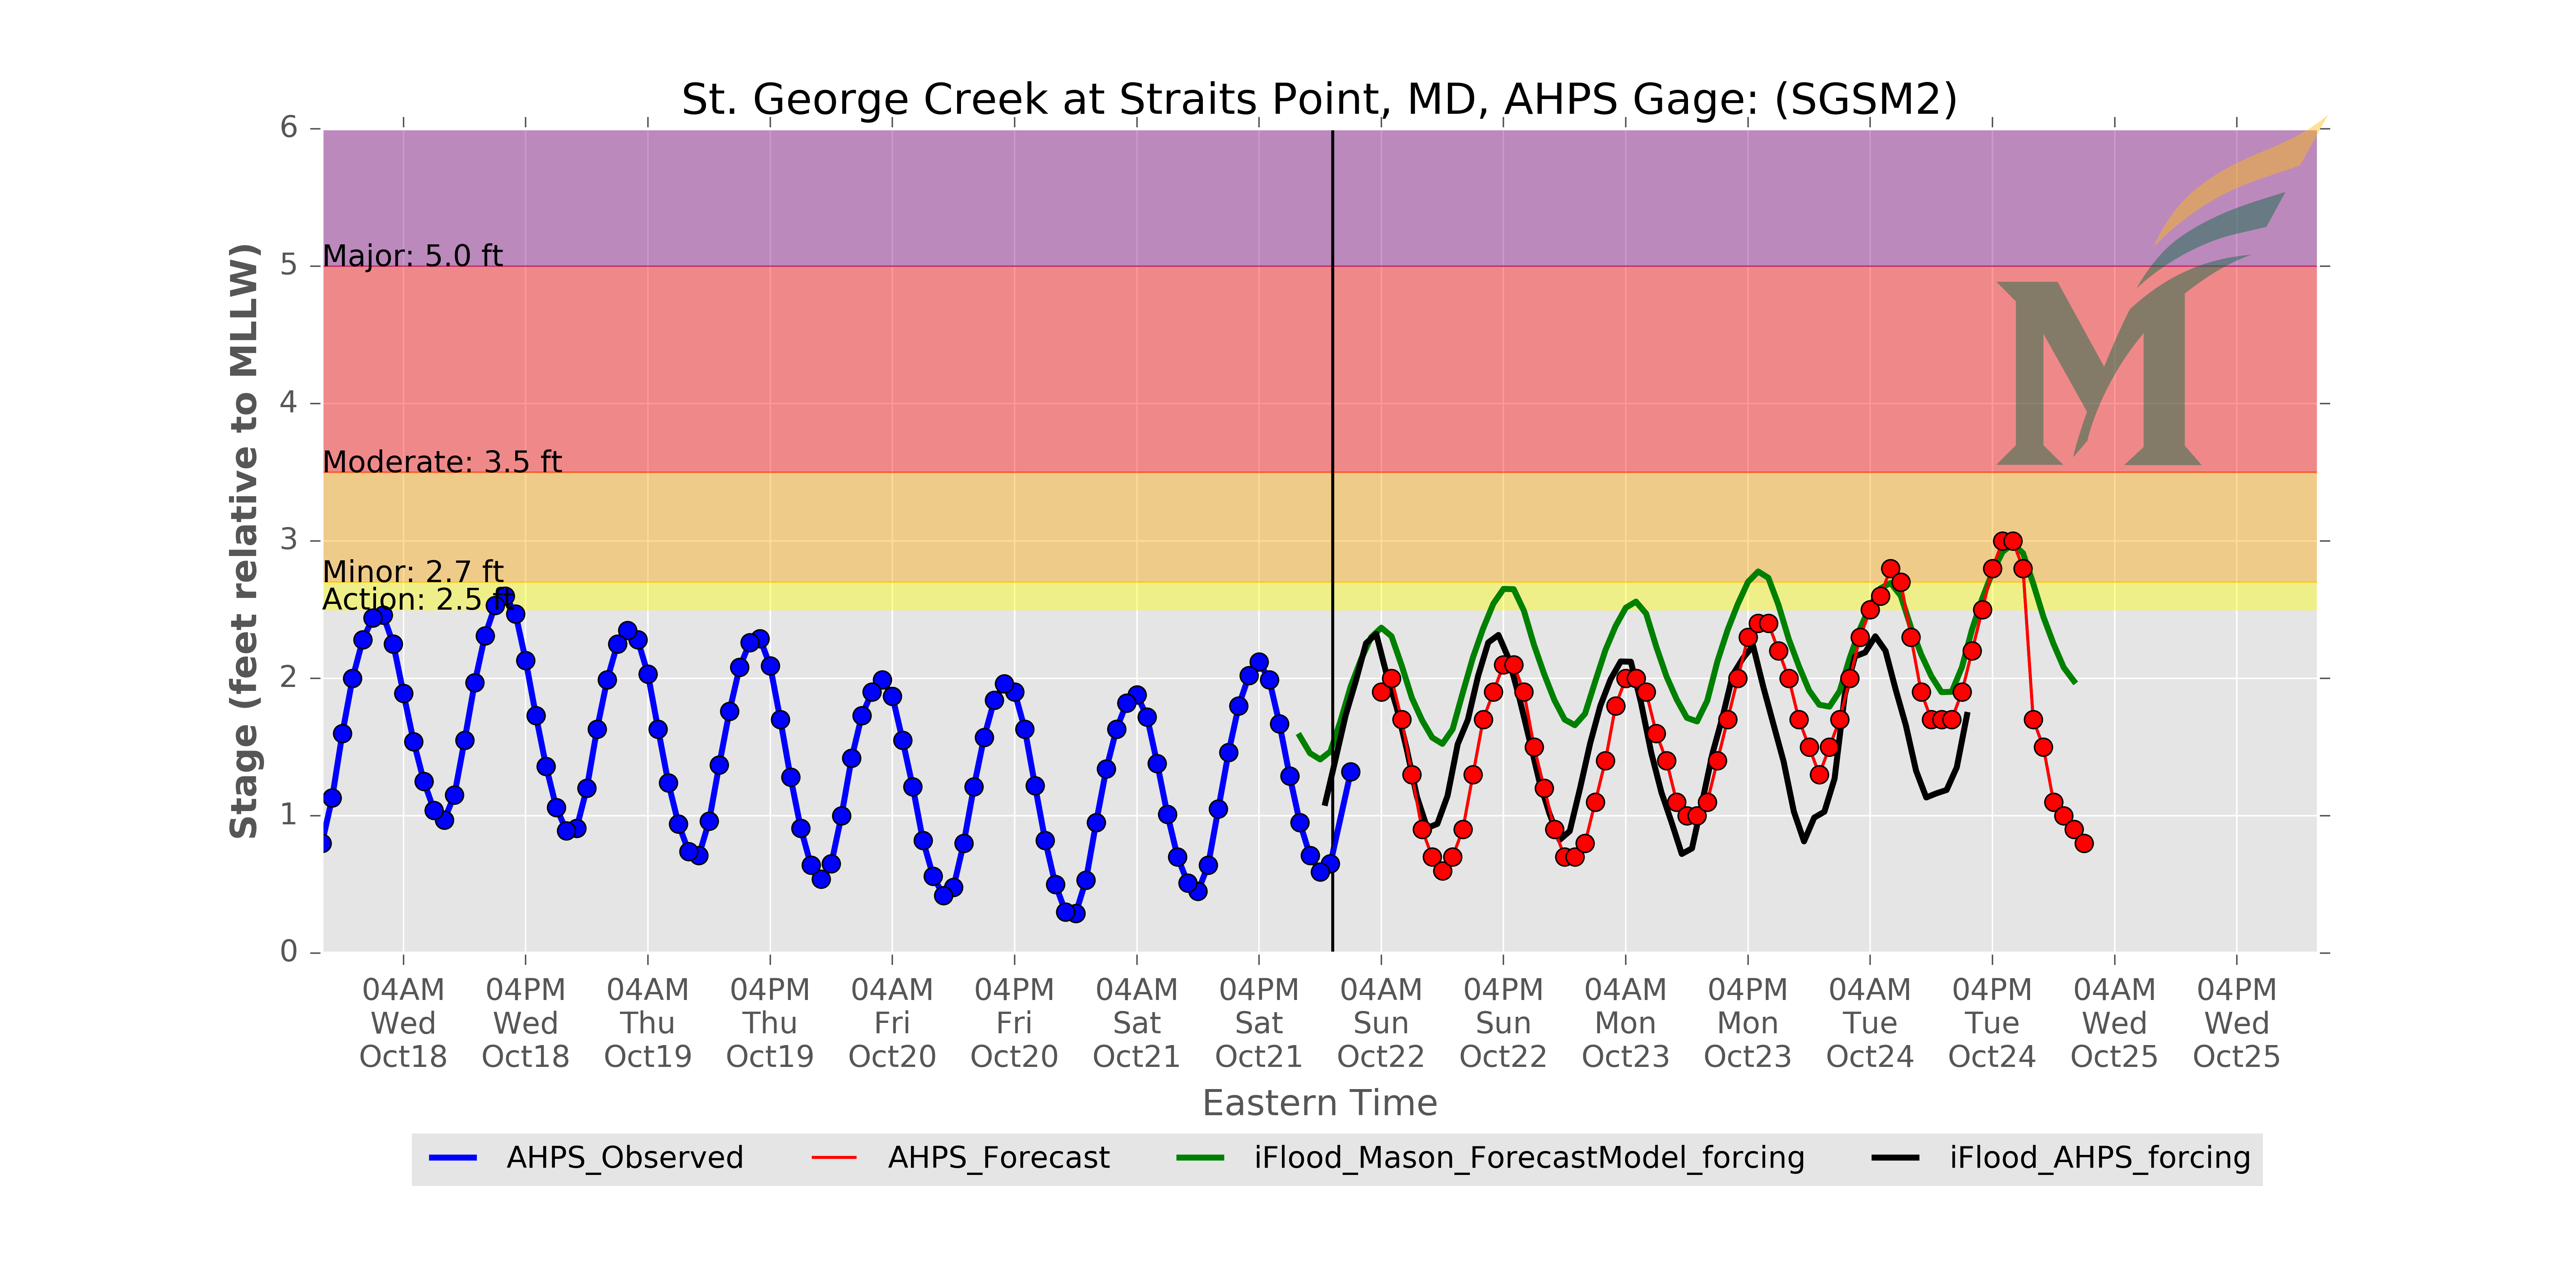 St. George Creek at Straits Point, MD, AHPS Gage: (SGSM2)
Stage (feet relative to MLLW)
6
5
4
3
2
1
0
Major: 5.0 ft
Moderate: 3.5 ft
Minor: 2.7 ft
Action: 2.5 ft
M
04AM 04PM 04AM 04PM 04AM 04PM 04AM 04PM 04AM 04PM 04AM 04PM 04AM 04PM 04AM 04PM
Wed Wed Thu Thu Fri Fri Sat Sat Sun Sun Mon Mon Tue Tue Wed Wed
Oct18 Oct18 Oct19 Oct19 Oct20 Oct20 Oct21 Oct21 Oct22 Oct22 Oct23 Oct23 Oct24 Oct24 Oct25 Oct25
Eastern Time
AHPS_Observed AHPS_Forecast iFlood_Mason_ForecastModel_forcing iFlood_AHPS_forcing